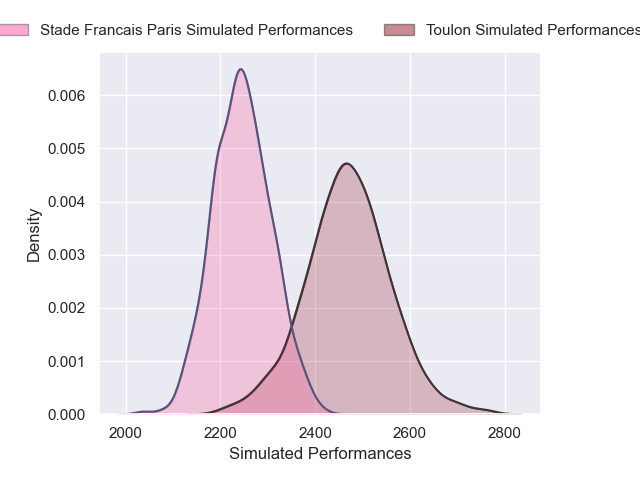 Stade Francais Paris Simulated Performances Toulon Simulated Performances
0.006
0.005
0.004
0.003
0.002
0.001
0.000
Density
2000 2200 2400 2600 2800
Simulated Performances